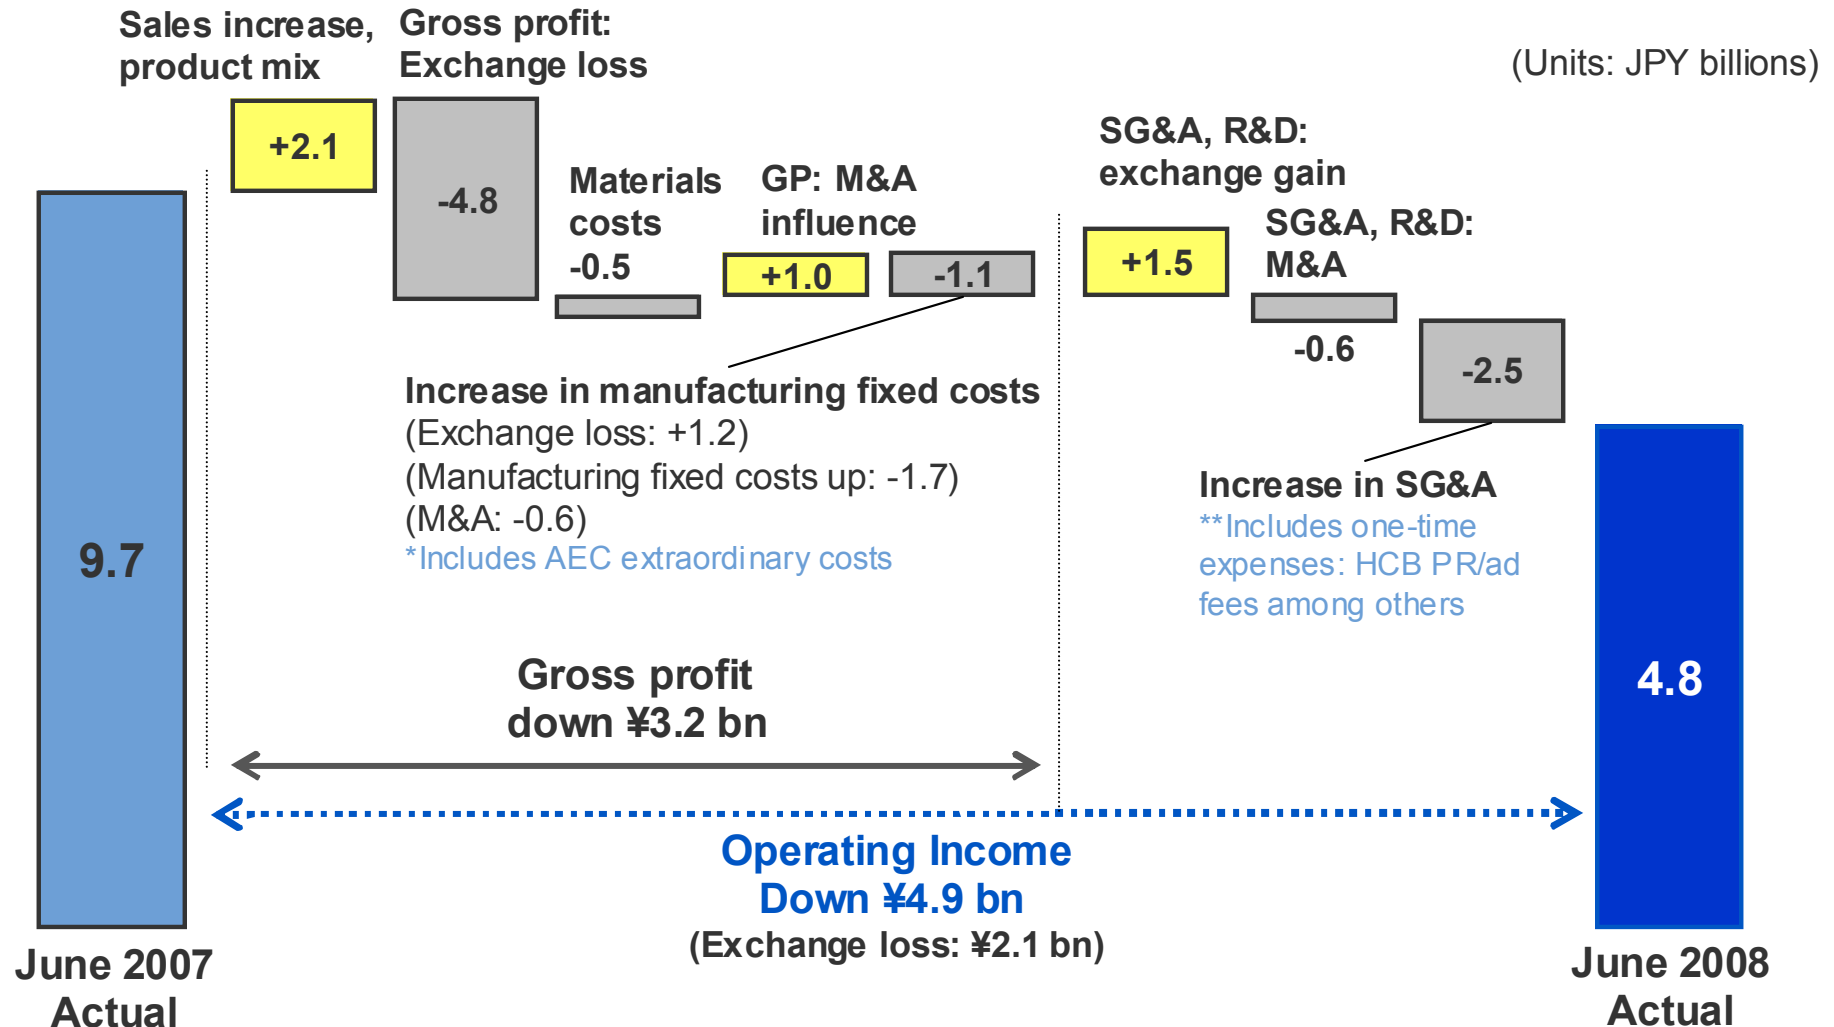 Sales increase,
product mix
Gross profit:
Exchange loss
(Units: JPY billions)
+2.1
-4.8
Materials
costs
-0.5
GP: M&A
influence
+1.0
-1.1
SG&A, R&D:
exchange gain
+1.5
SG&A, R&D:
M&A
-0.6
-2.5
Increase in manufacturing fixed costs
(Exchange loss: +1.2)
(Manufacturing fixed costs up: -1.7)
(M&A: -0.6)
*Includes AEC extraordinary costs
Increase in SG&A
**Includes one-time
expenses: HCB PR/ad
fees among others
9.7
4.8
Gross profit
down ¥3.2 bn
Operating Income
Down ¥4.9 bn
(Exchange loss: ¥2.1 bn)
June 2007
Actual
June 2008
Actual